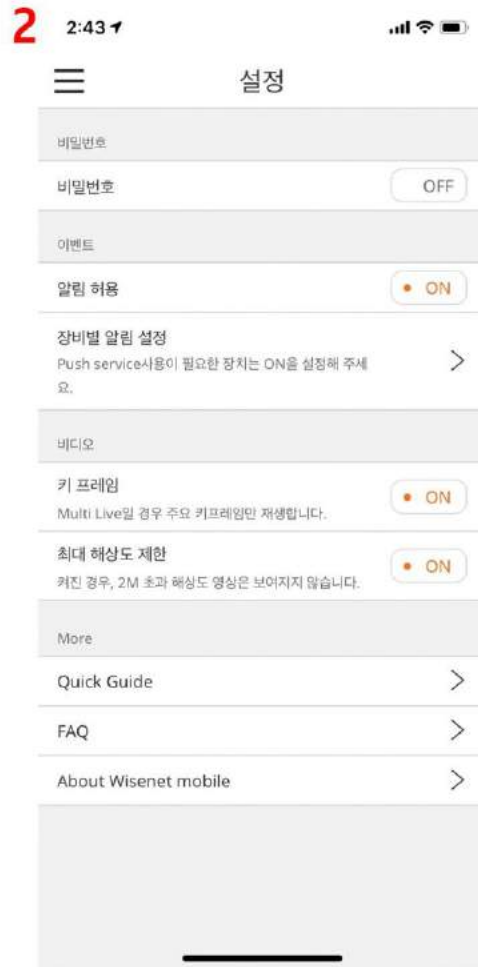 2
2:43
설정
비밀번호
비밀번호
OFF
이벤트
알림 허용
ON
장비별 알림 설정
Push service사용이 필요한 장치는 ON을 설정해 주세
요.
비디오
키 프레임
Multi Live일 경우 주요 키프레임만 재생합니다.
ON
최대 해상도 제한
켜진 경우, 2M 초과 해상도 영상은 보여지지 않습니다.
ON
More
Quick Guide
FAQ
About Wisenet mobile